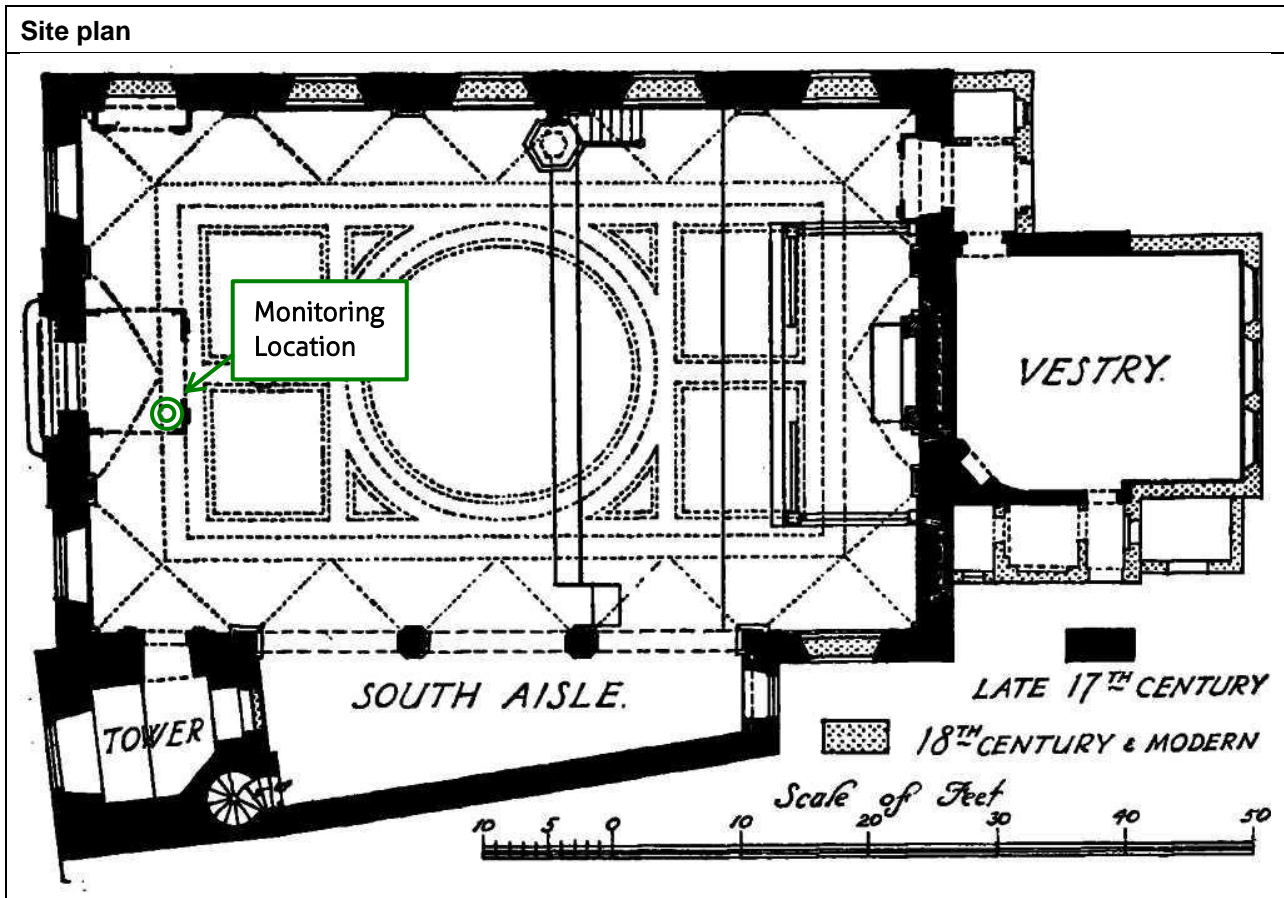 Site plan
Monitoring
Location
VESTRY.
SOUTH AISLE.
TOWER
LATE 17TH CENTURY
18TH CENTURY & MODERN
Scale of Feet
10 5 0 10 20 30 40 50